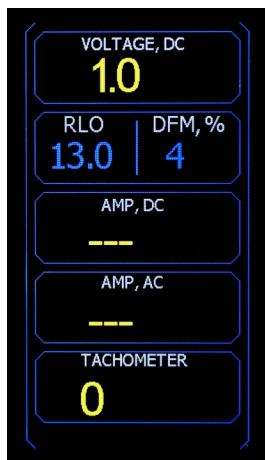 VOLTAGE, DC
1.0
RLO DFM, %
13.0 4
AMP, DC
---
AMP, AC
---
TACHOMETER
0